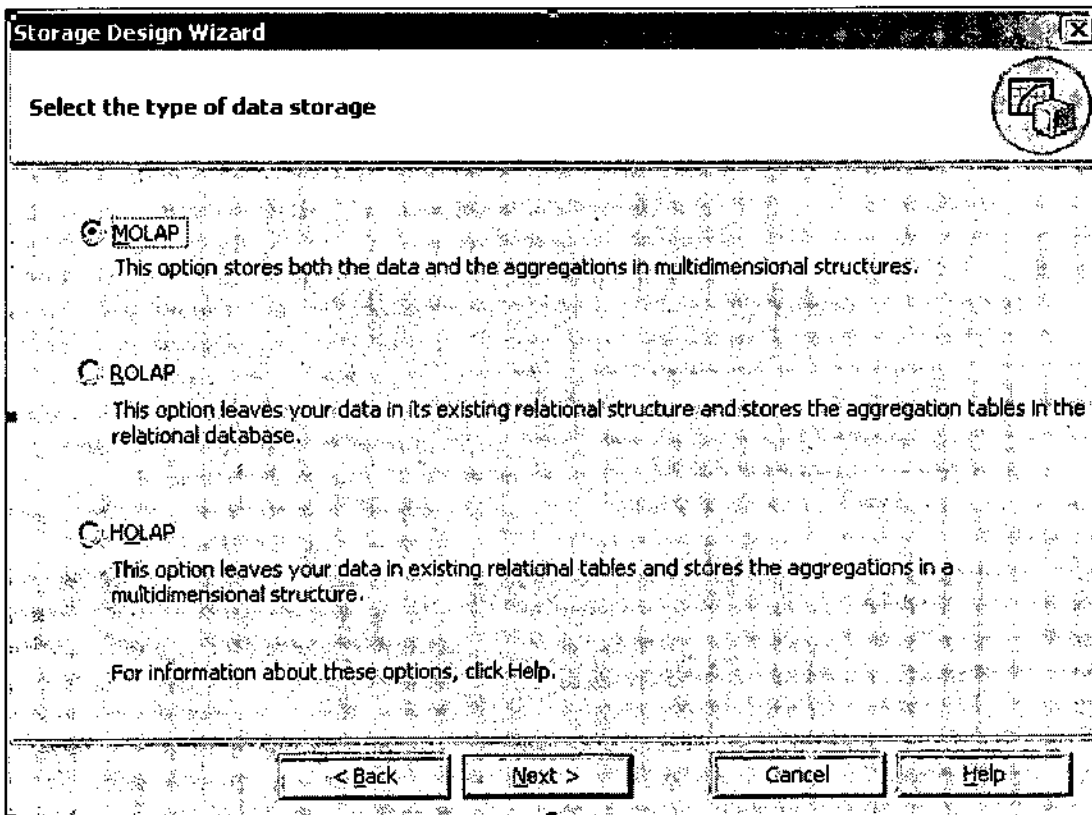 Storage Design Wizard
Select the type of data storage
MOLAP
This option stores both the data and the aggregations in multidimensional structures.
ROLAP
This option leaves your data in its existing relational structure and stores the aggregation tables in the
relational database.
HOLAP
This option leaves your data in existing relational tables and stores the aggregations in a
multidimensional structure.
For information about these options, click Help.
< Back Next > Cancel Help